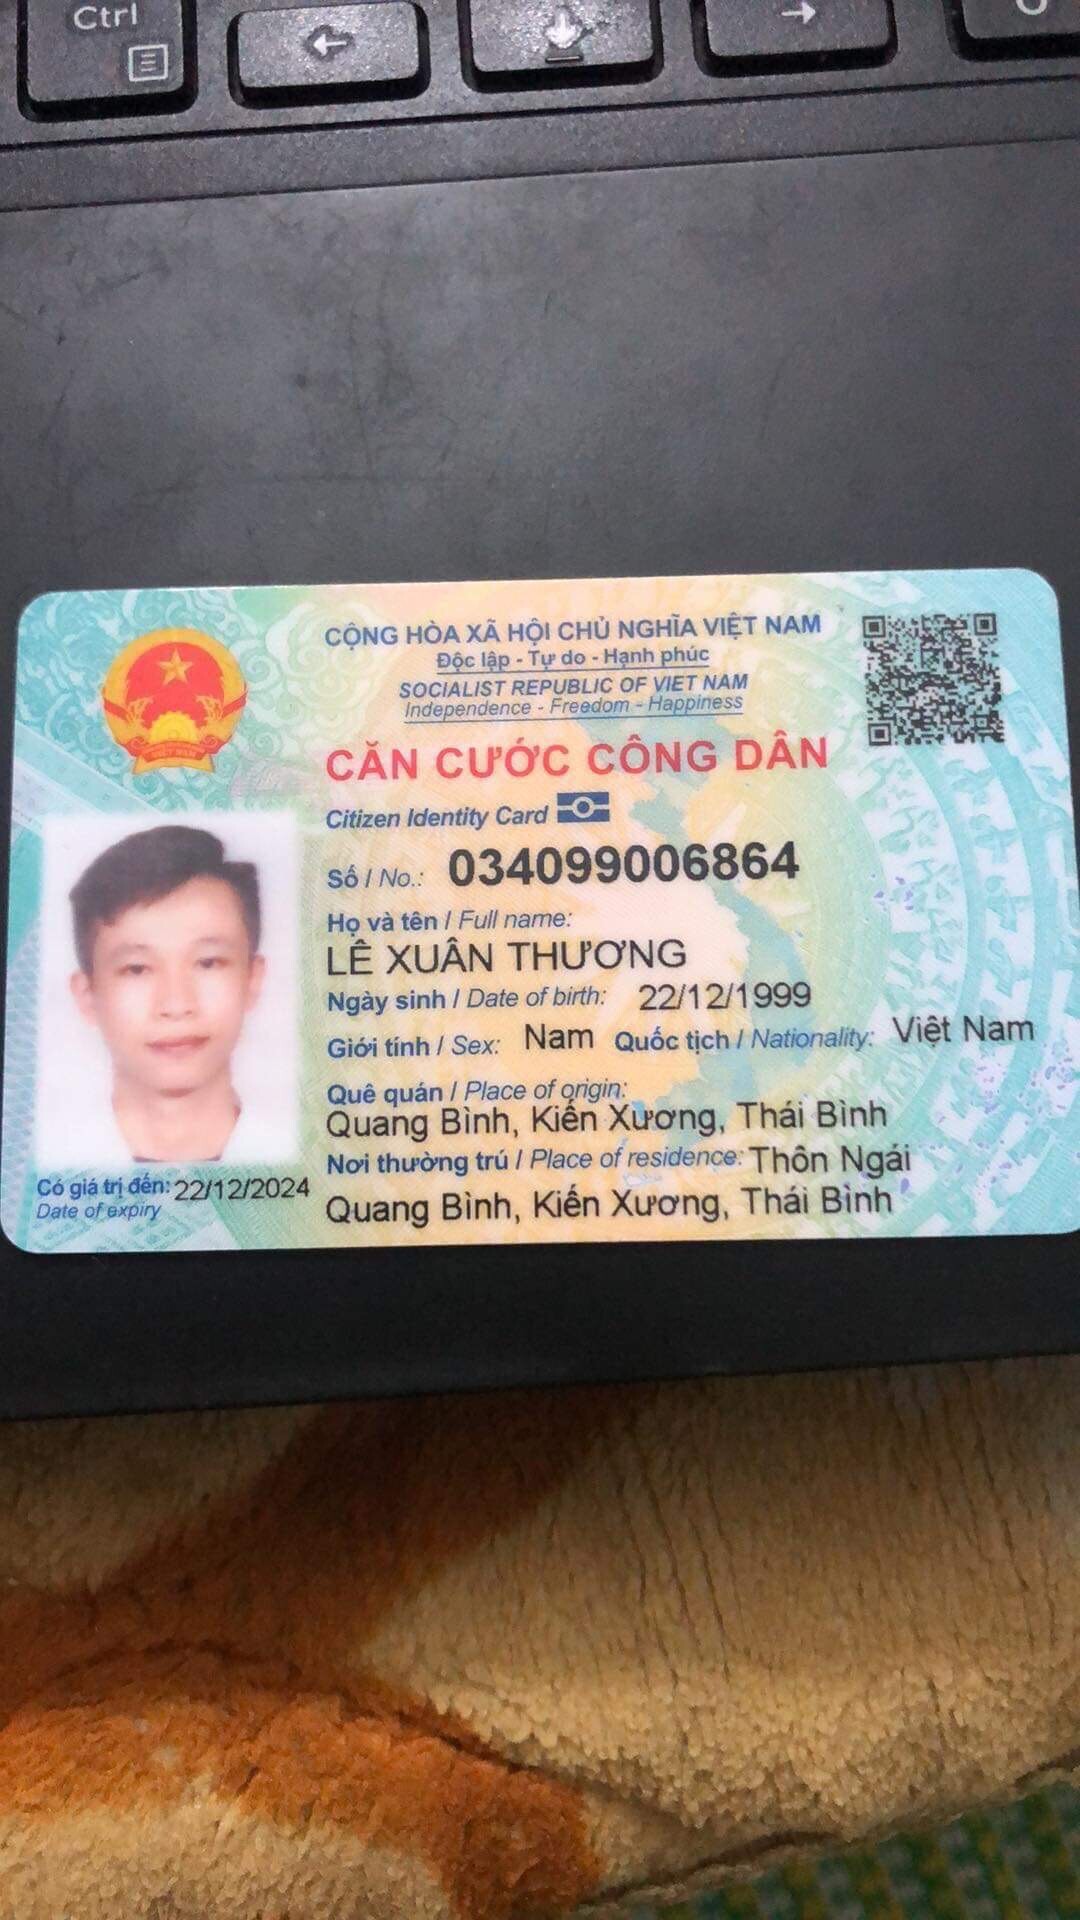 Ctrl
CỘNG HÒA XÃ HỘI CHỦ NGHĨA VIỆT NAM
Độc lập - Tự do - Hạnh phúc
SOCIALIST REPUBLIC OF VIET NAM
Independence - Freedom - Happiness
CĂN CƯỚC CÔNG DÂN
Citizen Identity Card
Số / No.: 034099006864
Họ và tên / Full name:
LÊ XUÂN THƯƠNG
Ngày sinh / Date of birth: 22/12/1999
Giới tính / Sex: Nam Quốc tịch / Nationality: Việt Nam
Quê quán / Place of origin:
Quang Bình, Kiến Xương, Thái Bình
Nơi thường trú / Place of residence: Thôn Ngái
Quang Bình, Kiến Xương, Thái Bình
Có giá trị đến: 22/12/2024
Date of expiry